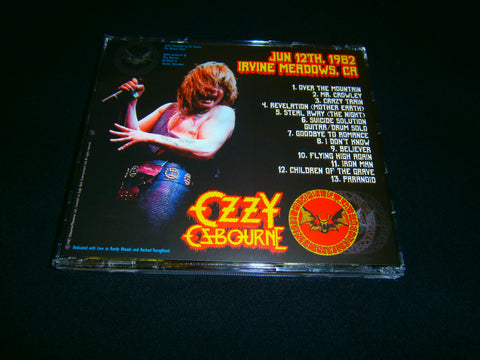 JUN 12TH, 1982
IRVINE MEADOWS, CA
1. OVER THE MOUNTAIN
2. MR. CROWLEY
3. CRAZY TRAIN
4. REVELATION (MOTHER EARTH)
5. STEAL AWAY (THE NIGHT)
6. SUICIDE SOLUTION
GUITAR/DRUM SOLO
7. GOODBYE TO ROMANCE
8. I DON'T KNOW
9. BELIEVER
10. FLYING HIGH AGAIN
11. IRON MAN
12. CHILDREN OF THE GRAVE
13. PARANOID
OZZY
OSBOURNE
Dedicated with Love to Randy Rhoads and Rachael Youngblood